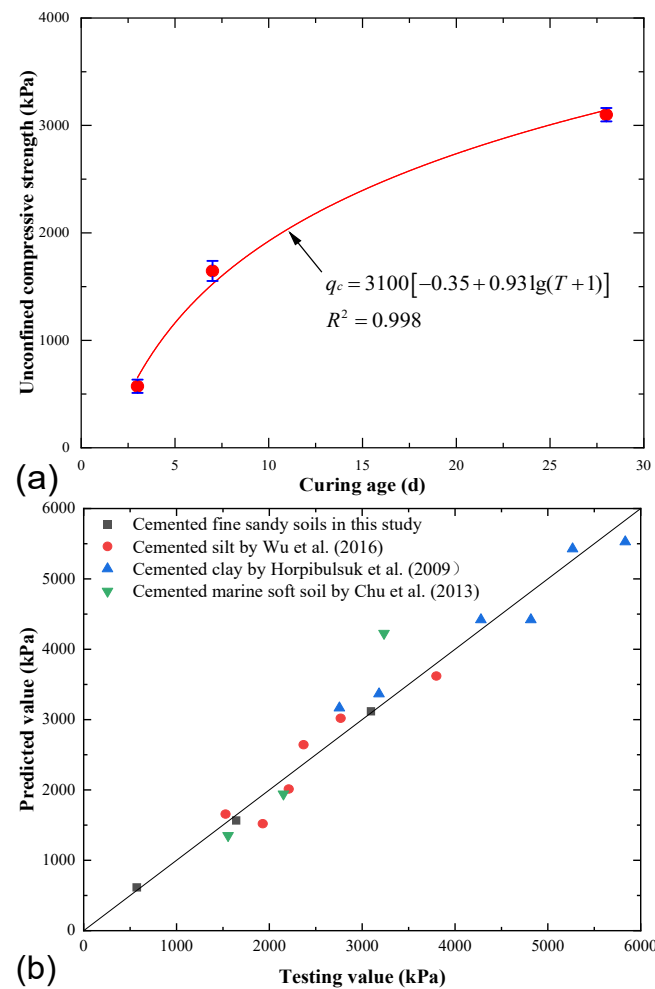 4000
3000
2000
1000
0
Unconfined compressive strength (kPa)
qc = 3100[−0.35 + 0.93lg(T + 1)]
R² = 0.998
0 5 10 15 20 25 30
(a)
Curing age (d)
6000
5000
4000
3000
2000
1000
0
Predicted value (kPa)
Cemented fine sandy soils in this study
Cemented silt by Wu et al. (2016)
Cemented clay by Horpibulsuk et al. (2009）
Cemented marine soft soil by Chu et al. (2013)
0 1000 2000 3000 4000 5000 6000
(b)
Testing value (kPa)